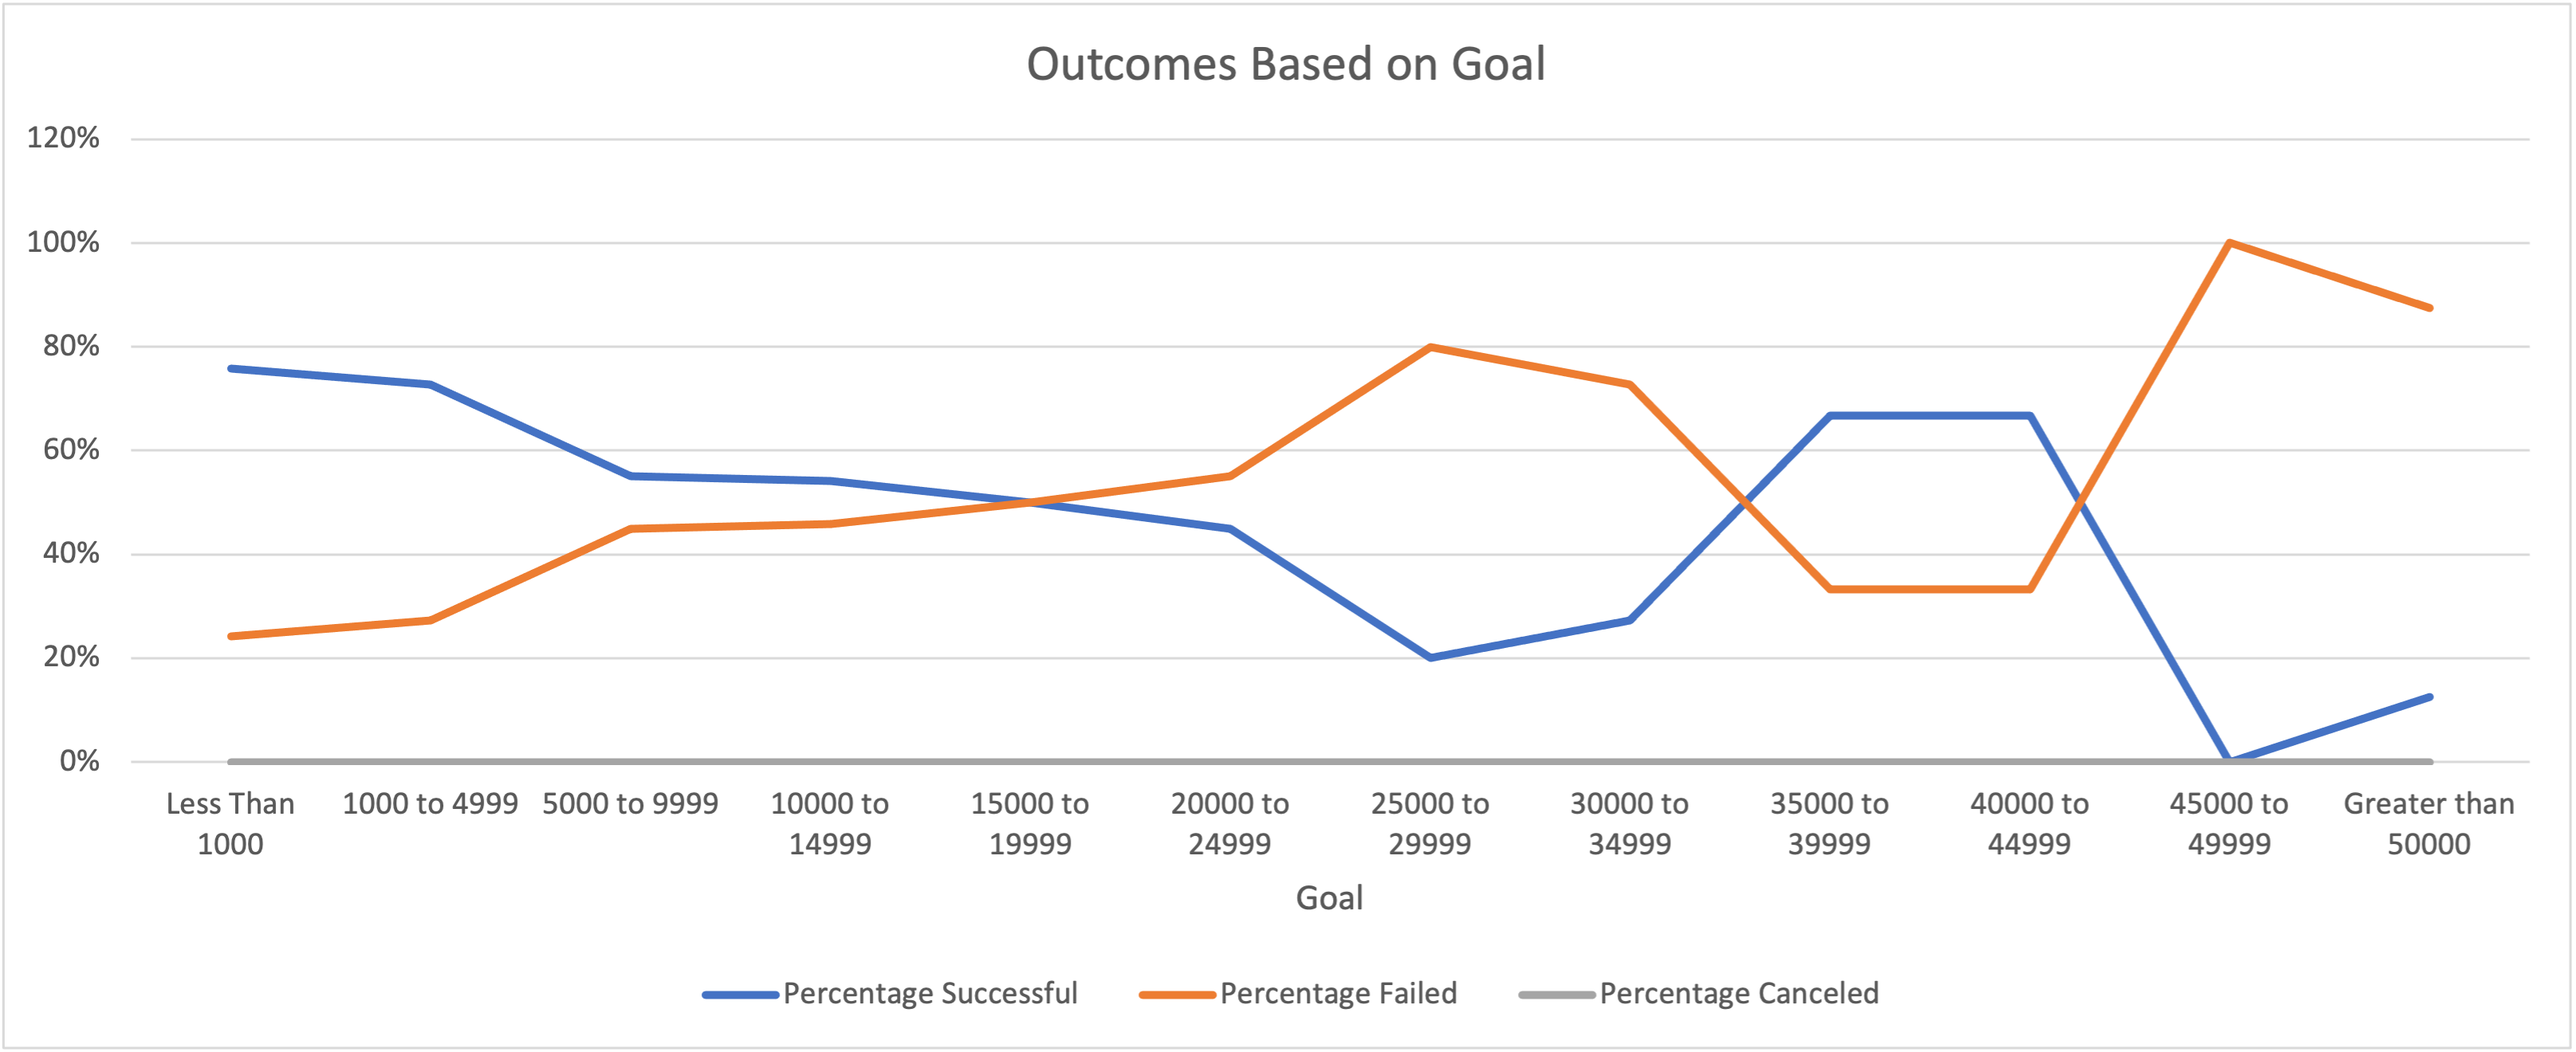 Outcomes Based on Goal
120%
100%
80%
60%
40%
20%
0%
Less Than
1000
1000 to 4999
5000 to 9999
10000 to
14999
15000 to
19999
20000 to
24999
25000 to
29999
30000 to
34999
35000 to
39999
40000 to
44999
45000 to
49999
Greater than
50000
Goal
Percentage Successful
Percentage Failed
Percentage Canceled